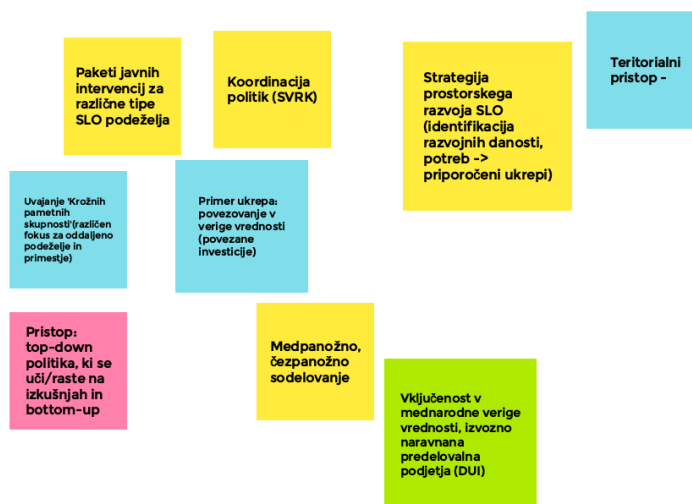 Paketi javnih
intervencij za
različne tipe
SLO podeželja
Koordinacija
politik (SVRK)
Strategija
prostorskega
razvoja SLO
(identifikacija
razvojnih danosti,
potreb ->
priporočeni ukrepi)
Teritorialni
pristop -
Uvajanje 'Krožnih
pametnih
skupnosti'(različen
fokus za oddaljeno
podeželje in
primestje)
Primer ukrepa:
povezovanje v
verige vrednosti
(povezane
investicije)
Pristop:
top-down
politika, ki se
uči/raste na
izkušnjah in
bottom-up
Medpanožno,
čezpanožno
sodelovanje
Vključenost v
mednarodne verige
vrednosti, izvozno
naravnana
predelovalna
podjetja (DUI)